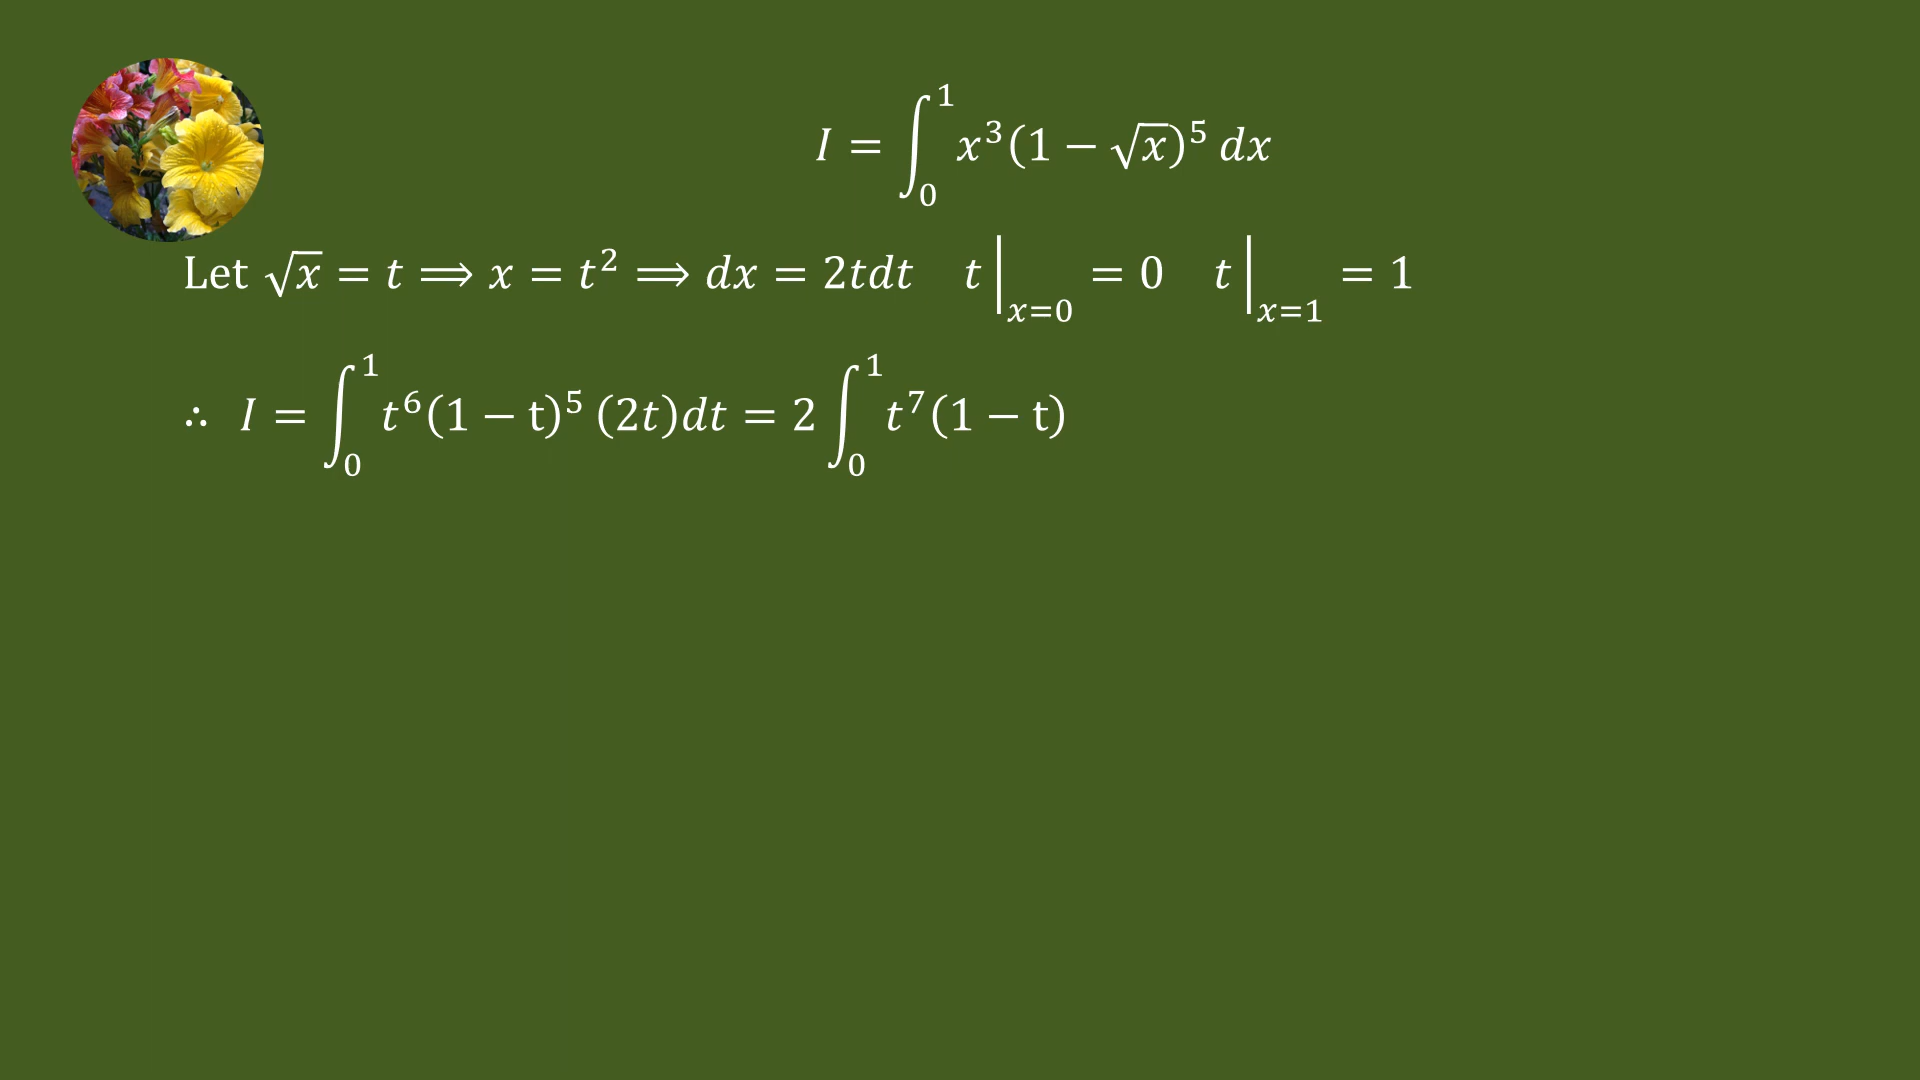 I = ∫₀¹ x³(1 − √x)⁵ dx
Let √x = t ⟹ x = t² ⟹ dx = 2tdt t|ₓ₌₀ = 0 t|ₓ₌₁ = 1
∴ I = ∫₀¹ t⁶(1 − t)⁵ (2t)dt = 2 ∫₀¹ t⁷(1 − t)